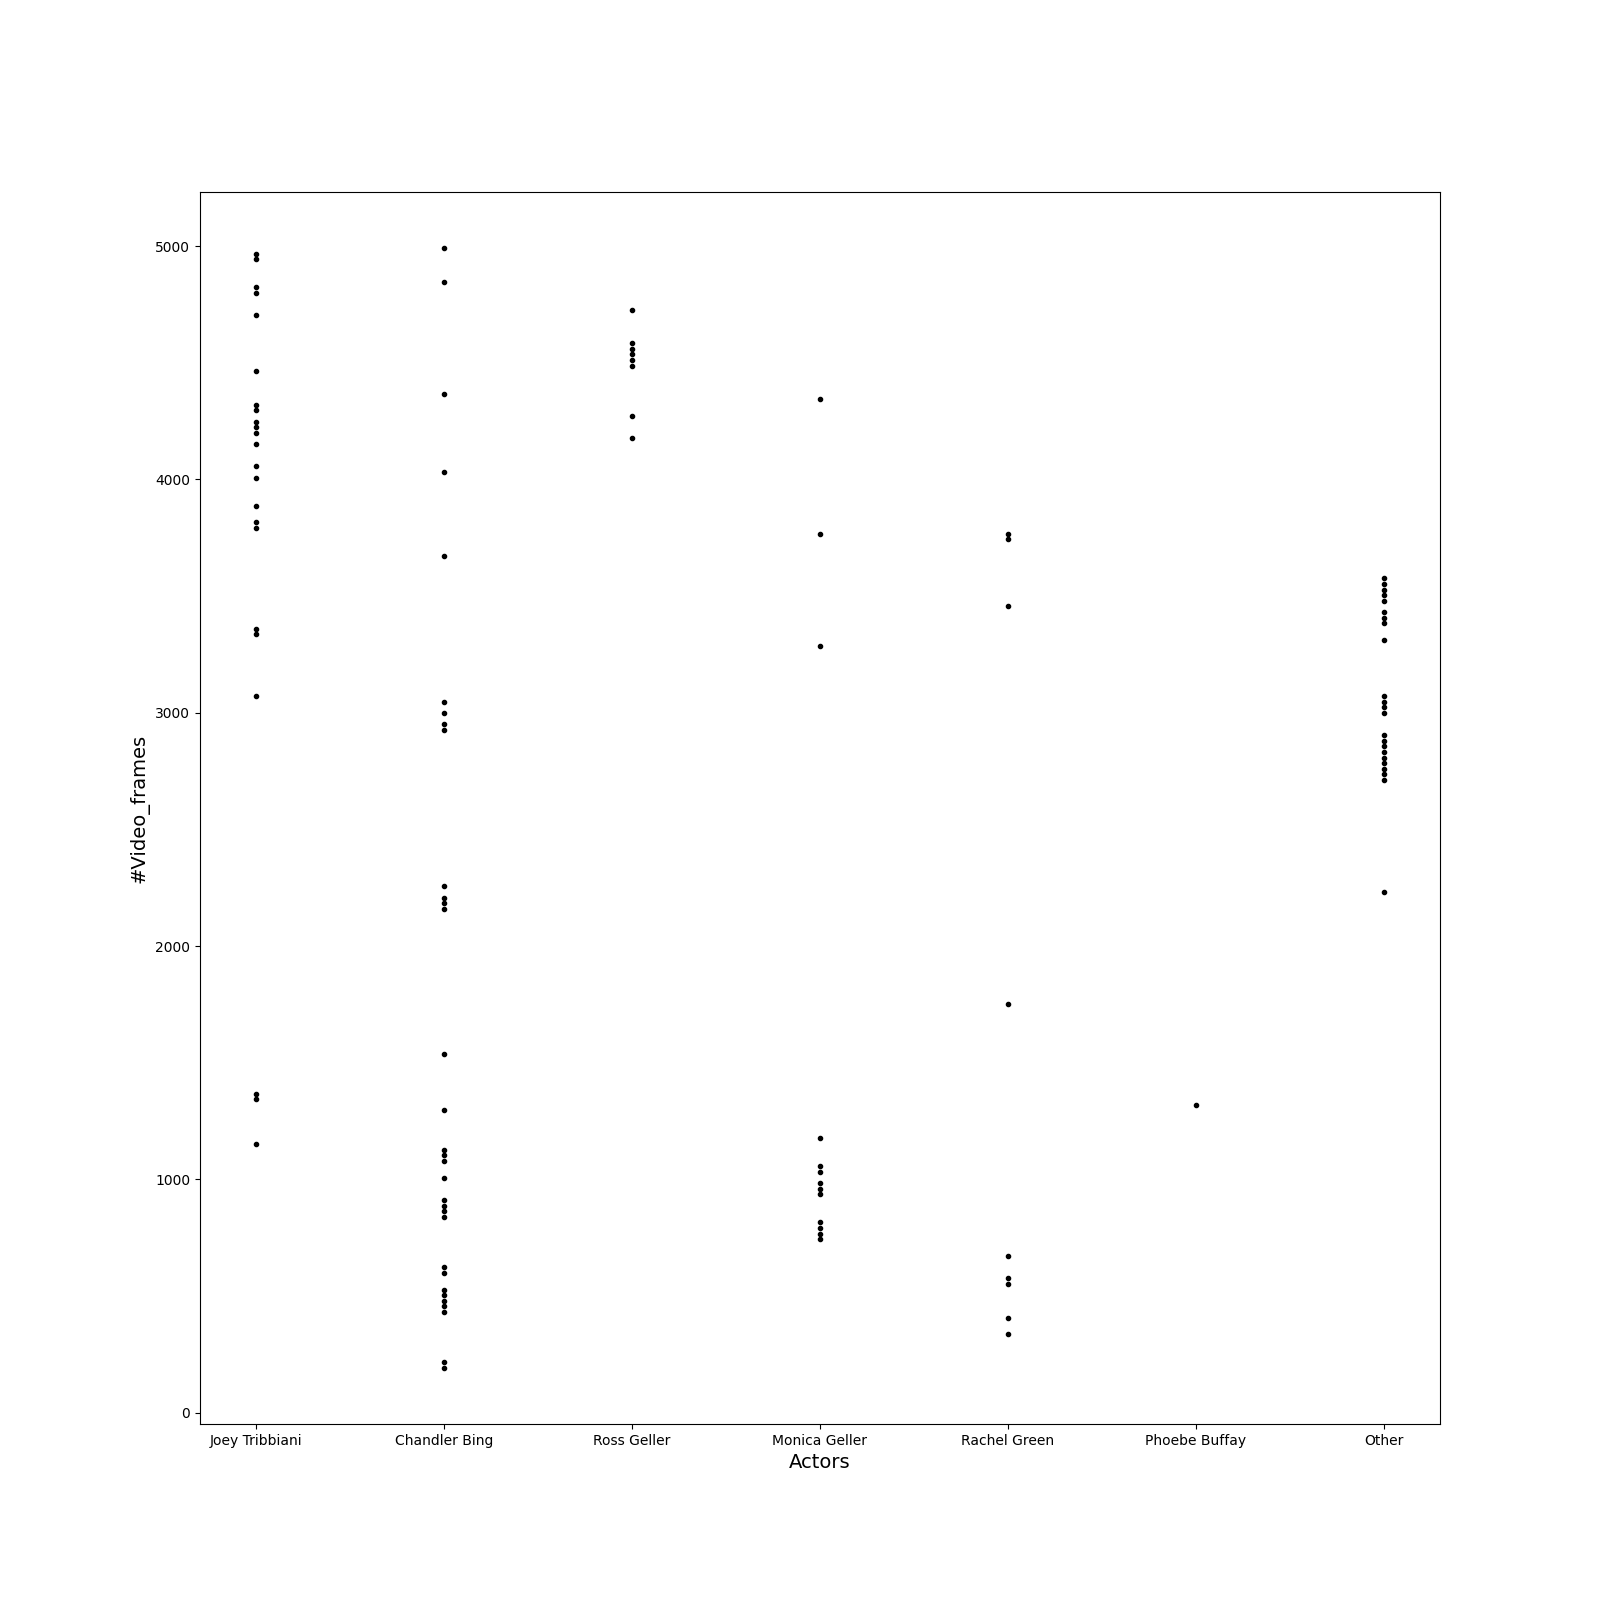 5000
4000
3000
2000
1000
0
#Video_frames
Joey Tribbiani Chandler Bing Ross Geller Monica Geller Rachel Green Phoebe Buffay Other
Actors